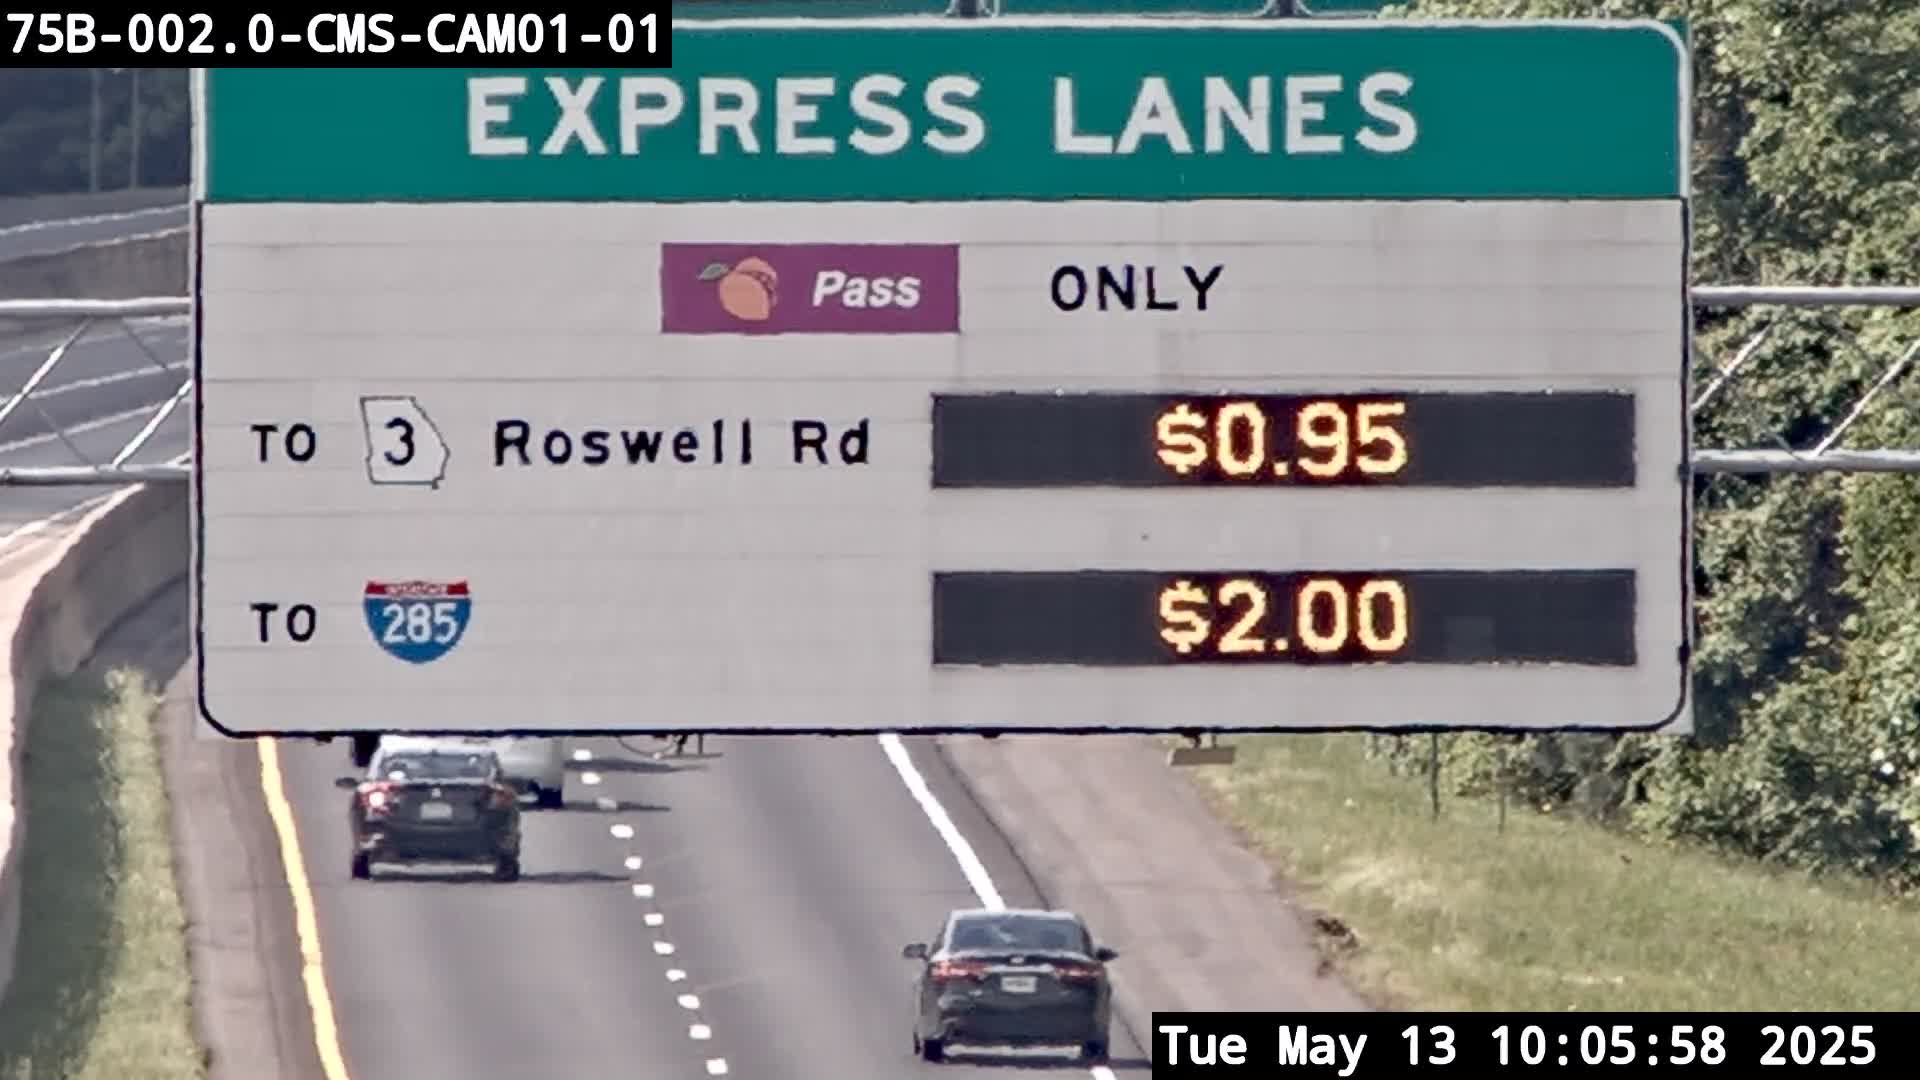 75B-002.0-CMS-CAM01-01
EXPRESS LANES
Pass ONLY
TO 3 Roswell Rd $0.95
TO 285 $2.00
Tue May 13 10:05:58 2025